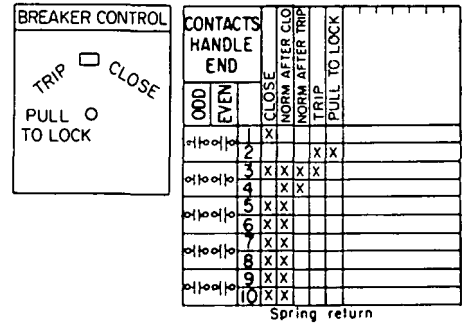 BREAKER CONTROL
TRIP
CLOSE
PULL
TO LOCK
CONTACTS
HANDLE
END
ODD
EVEN
CLOSE
NORM AFTER CLO
NORM AFTER TRIP
TRIP
PULL TO LOCK
1 X
2 X X
3 X X X X
4 X X
5 X X
6 X X
7 X X
8 X X
9 X X
10 X X
Spring return